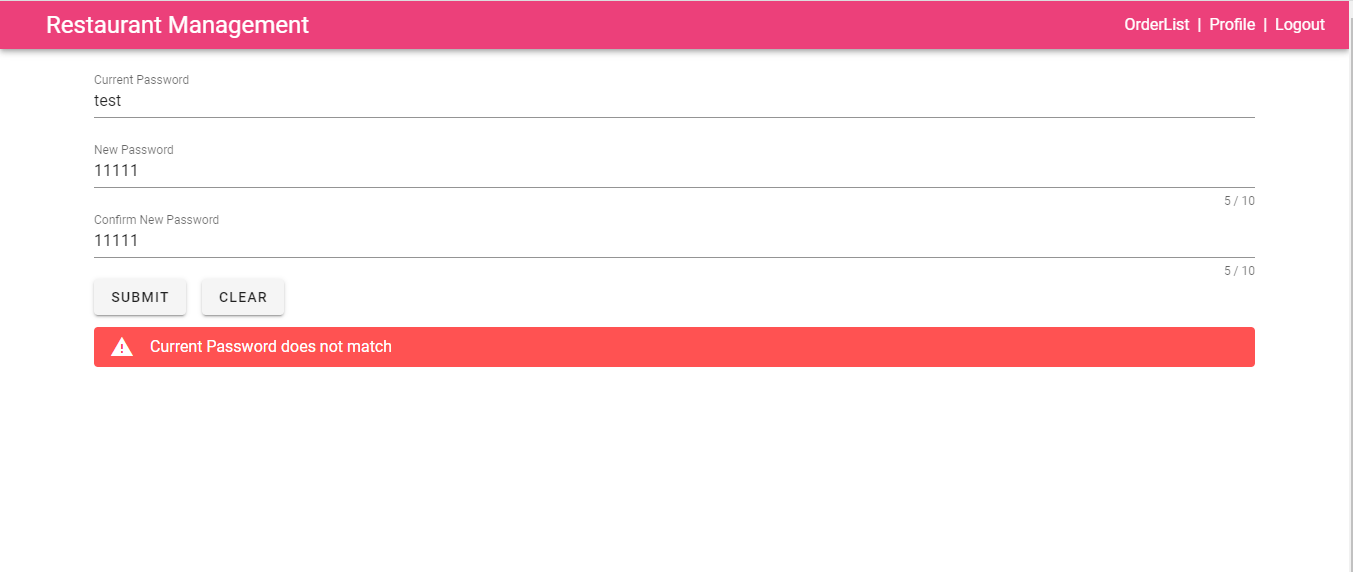 Restaurant Management
OrderList | Profile | Logout
Current Password
test
New Password
11111
5 / 10
Confirm New Password
11111
5 / 10
SUBMIT CLEAR
Current Password does not match